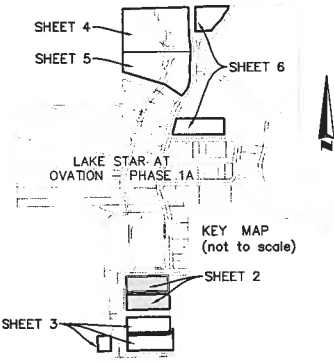 SHEET 4
SHEET 5
SHEET 6
LAKE STAR AT
OVATION - PHASE 1A
KEY MAP
(not to scale)
SHEET 2
SHEET 3